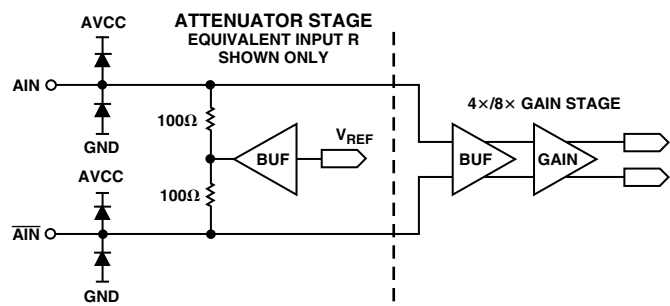 AVCC
ATTENUATOR STAGE
EQUIVALENT INPUT R
SHOWN ONLY
AIN
4×/8× GAIN STAGE
100Ω
VREF
GND
BUF
BUF
GAIN
AVCC
100Ω
AIN
GND